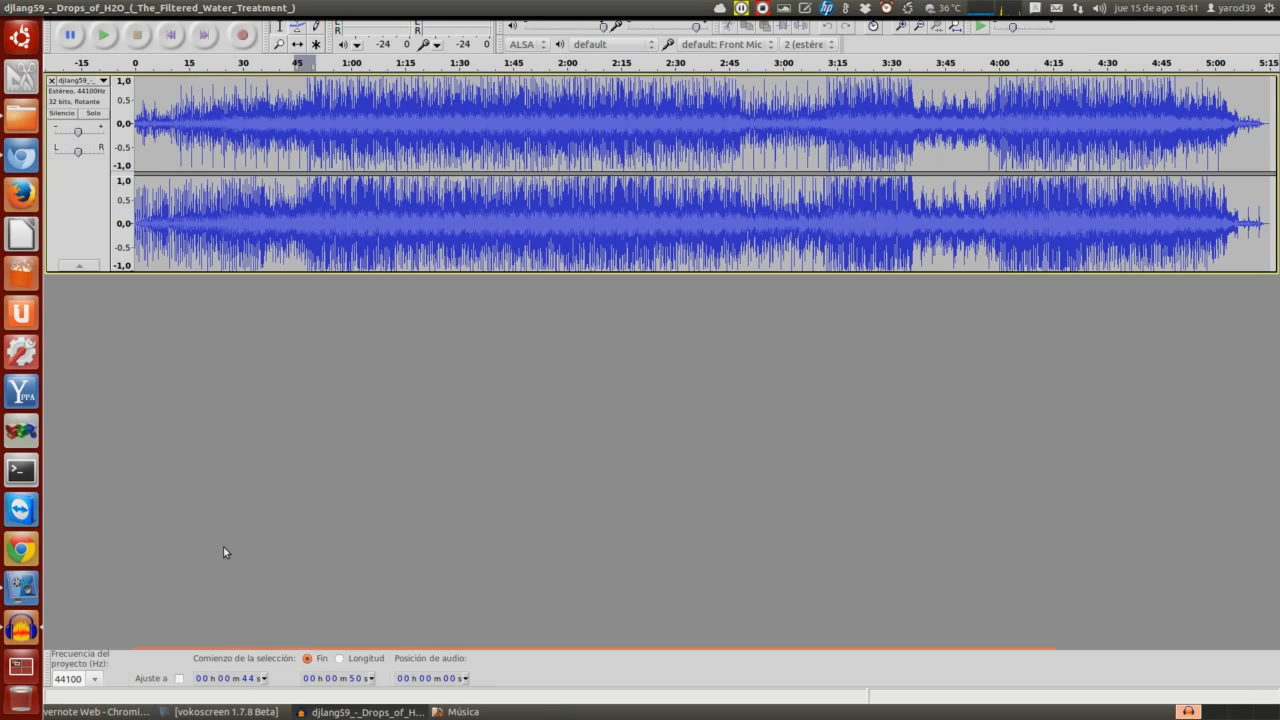 djlang59_-_Drops_of_H2O_(_The_Filtered_Water_Treatment_)
36 °C
jue 15 de ago 18:41
yarod39
L
R
-24
0
-24
0
L
R
ALSA
default
default: Front Mic
2 (estére
-15
0
15
30
45
1:00
1:15
1:30
1:45
2:00
2:15
2:30
2:45
3:00
3:15
3:30
3:45
4:00
4:15
4:30
4:45
5:00
5:15
djlang59_-_
Estéreo, 44100Hz
32 bits, flotante
Silencio
Solo
-
+
L
R
1,0
0,5-
0,0-
-0,5-
-1,0
1,0
0,5-
0,0-
-0,5-
-1,0
Frecuencia del
proyecto (Hz):
44100
Comienzo de la selección:
Fin
Longitud
Posición de audio:
Ajuste a
00 h 00 m 44 s
00 h 00 m 50 s
00 h 00 m 00 s
vernote Web - Chromi...
[vokoscreen 1.7.8 Beta]
djlang59_-_Drops_of_H...
Música